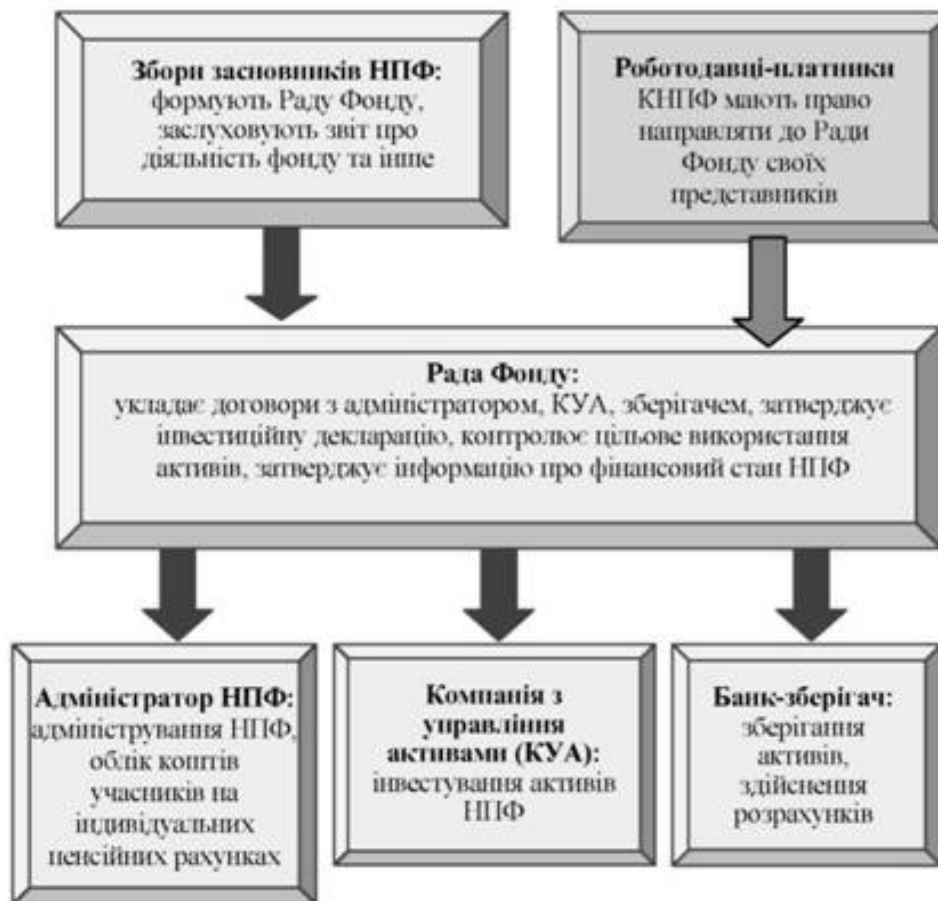 Збори засновників НПФ:
формують Раду Фонду,
заслуховують звіт про
діяльність фонду та інше
Роботодавці-платники
КНПФ мають право
направляти до Ради
Фонду своїх
представників
Рада Фонду:
укладає договори з адміністратором, КУА, зберігачем, затверджує
інвестиційну декларацію, контролює цільове використання
активів, затверджує інформацію про фінансовий стан НПФ
Адміністратор НПФ:
адміністрування НПФ,
облік коштів
учасників на
індивідуальних
пенсійних рахунках
Компанія з
управління
активами (КУА):
інвестування активів
НПФ
Банк-зберігач:
зберігання
активів,
здійснення
розрахунків